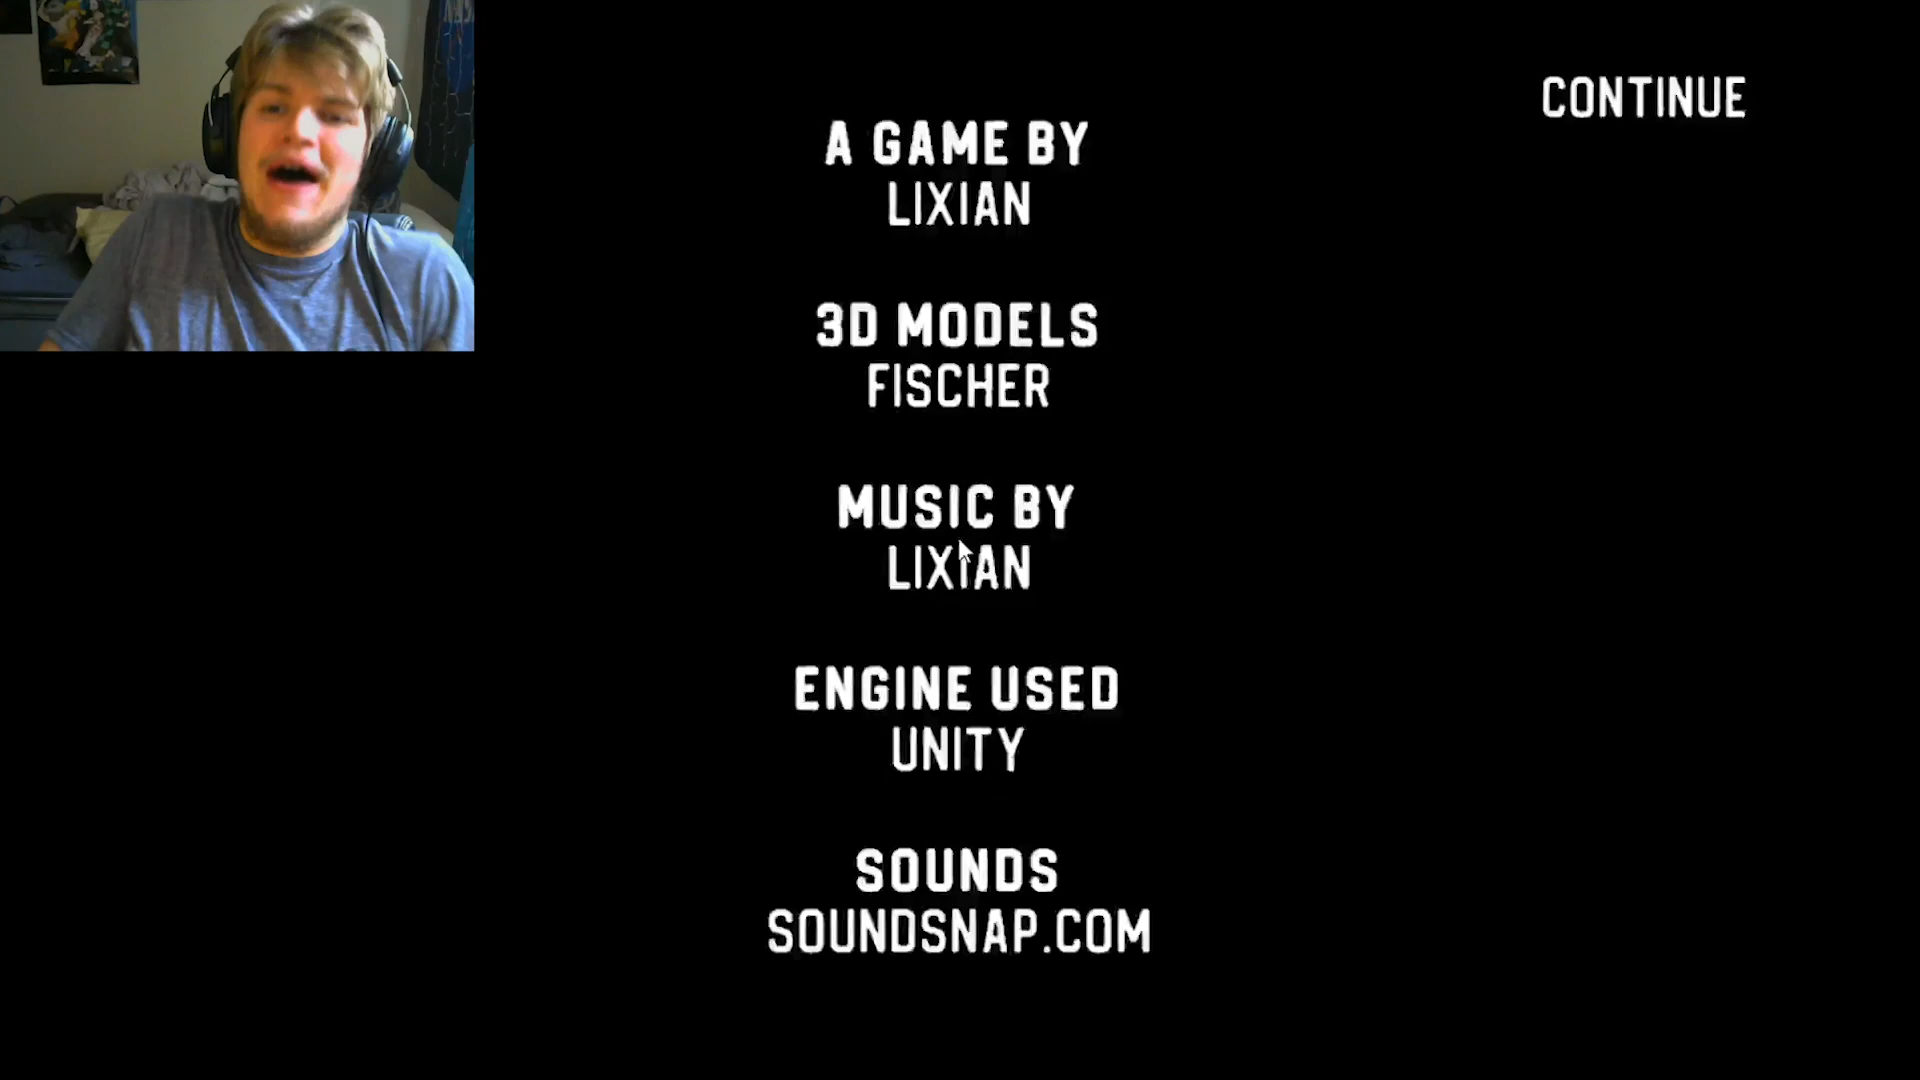 CONTINUE
A GAME BY
LIXIAN
3D MODELS
FISCHER
MUSIC BY
LIXIAN
ENGINE USED
UNITY
SOUNDS
SOUNDSNAP.COM